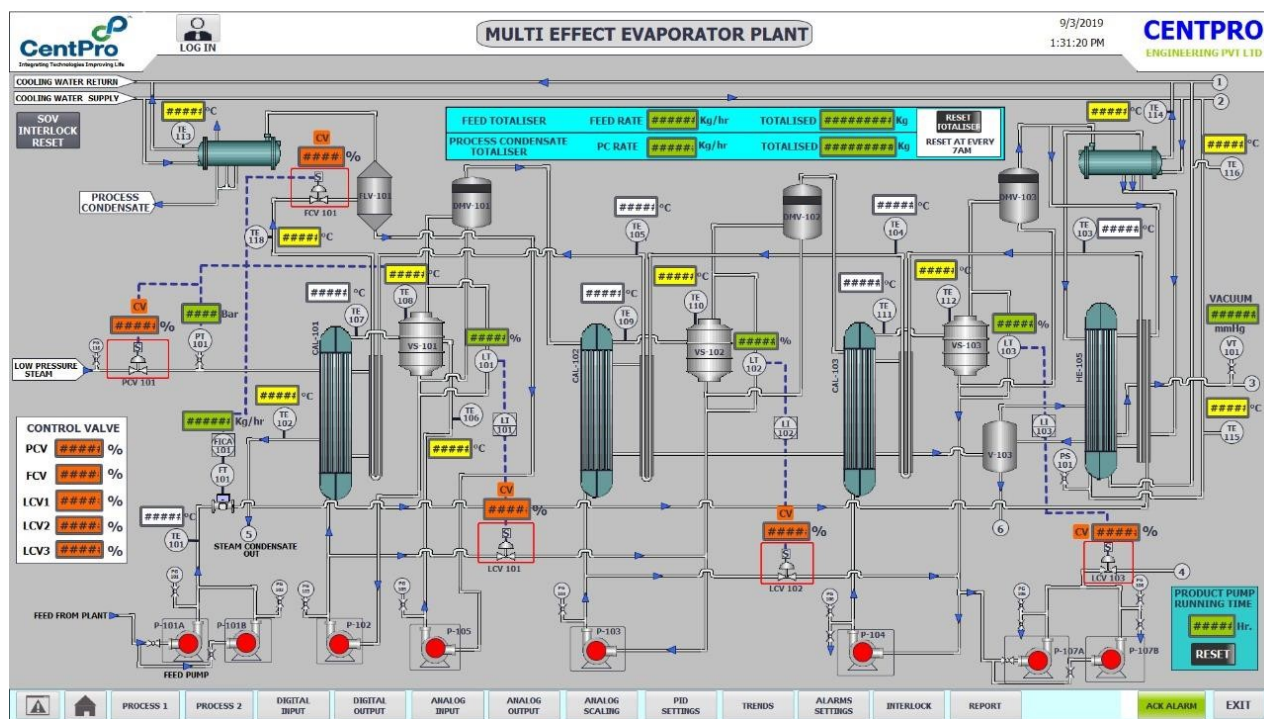 CentPro
Integrating Technologies Improving Life
LOG IN
MULTI EFFECT EVAPORATOR PLANT
9/3/2019
1:31:20 PM
CENTPRO
ENGINEERING PVT LTD
COOLING WATER RETURN
COOLING WATER SUPPLY
1
2
SOV
INTERLOCK
RESET
TE
113
####: °C
CV
####: %
FCV 101
FLV-101
DMV-101
FEED TOTALISER FEED RATE #####: Kg/hr TOTALISED ######### Kg
PROCESS CONDENSATE
TOTALISER
PC RATE #####: Kg/hr TOTALISED ######### Kg
RESET
TOTALISER
RESET AT EVERY
7AM
DMV-102
DMV-103
####: °C
TE
114
####: °C
TE
116
PROCESS
CONDENSATE
TE
118
####: °C
####: °C
TE
105
####: °C
TE
104
TE
103
####: °C
CV
####: %
PCV 101
#### Bar
PT
101
LOW PRESSURE
STEAM
####: °C
TE
107
CAL-101
####: °C
TE
108
VS-101
####: %
LT
101
LI
101
TE
106
####: °C
####: °C
TE
109
CAL-102
####: °C
TE
110
VS-102
####: %
LT
102
LI
102
####: °C
TE
111
CAL-103
####: °C
TE
112
VS-103
####: %
LT
103
LI
103
HE-105
VACUUM
#####:
mmHg
VT
101
3
####: °C
TE
115
V-103
PS
101
6
####: °C
TE
102
#####: Kg/hr
FICA
101
FT
101
####: °C
TE
101
5
STEAM CONDENSATE
OUT
CONTROL VALVE
PCV ####: %
FCV ####: %
LCV1 ####: %
LCV2 ####: %
LCV3 ####: %
CV
####: %
LCV 101
CV
####: %
LCV 102
CV ####: %
LCV 103
4
FEED FROM PLANT
P-101A
P-101B
FEED PUMP
P-102
P-105
P-103
P-104
P-107A
P-107B
PRODUCT PUMP
RUNNING TIME
####: Hr.
RESET
PROCESS 1
PROCESS 2
DIGITAL
INPUT
DIGITAL
OUTPUT
ANALOG
INPUT
ANALOG
OUTPUT
ANALOG
SCALING
PID
SETTINGS
TRENDS
ALARMS
SETTINGS
INTERLOCK
REPORT
ACK ALARM
EXIT